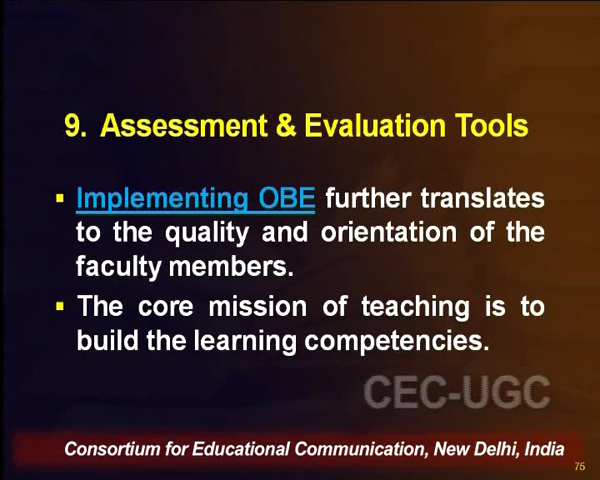 9. Assessment & Evaluation Tools
▪ Implementing OBE further translates
to the quality and orientation of the
faculty members.
▪ The core mission of teaching is to
build the learning competencies.
CEC-UGC
Consortium for Educational Communication, New Delhi, India
75